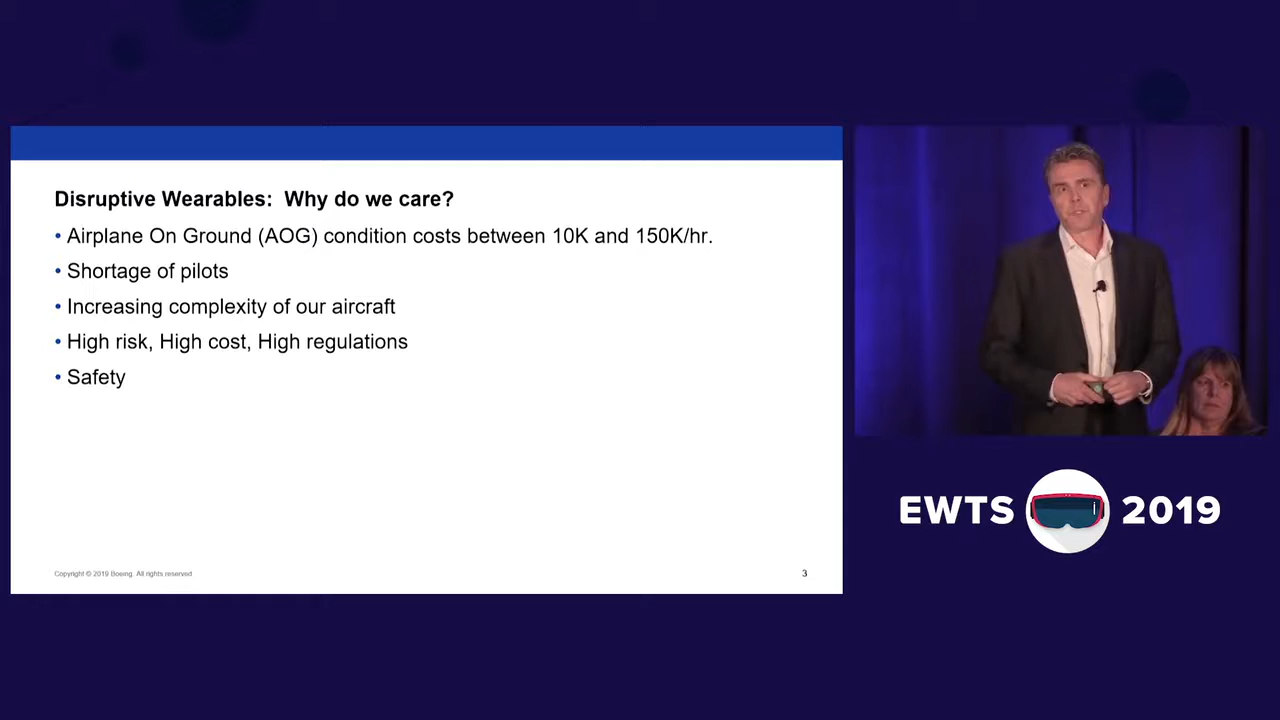 Disruptive Wearables:  Why do we care?
• Airplane On Ground (AOG) condition costs between 10K and 150K/hr.
• Shortage of pilots
• Increasing complexity of our aircraft
• High risk, High cost, High regulations
• Safety
Copyright © 2019 Boeing. All rights reserved
3
EWTS 2019